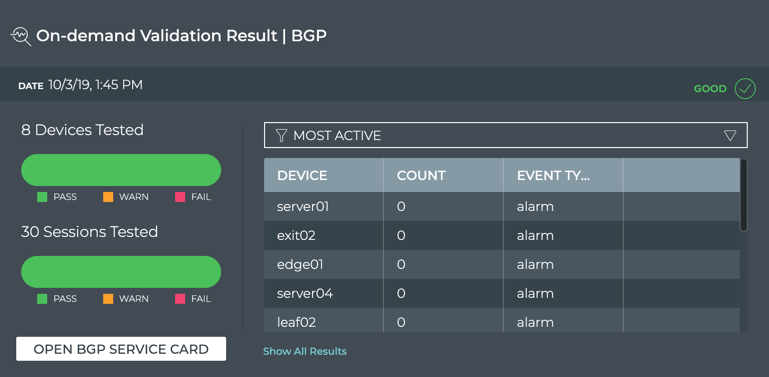 On-demand Validation Result | BGP
DATE 10/3/19, 1:45 PM
GOOD
8 Devices Tested
PASS WARN FAIL
30 Sessions Tested
PASS WARN FAIL
OPEN BGP SERVICE CARD
MOST ACTIVE
DEVICE COUNT EVENT TY...
server01 0 alarm
exit02 0 alarm
edge01 0 alarm
server04 0 alarm
leaf02 0 alarm
Show All Results